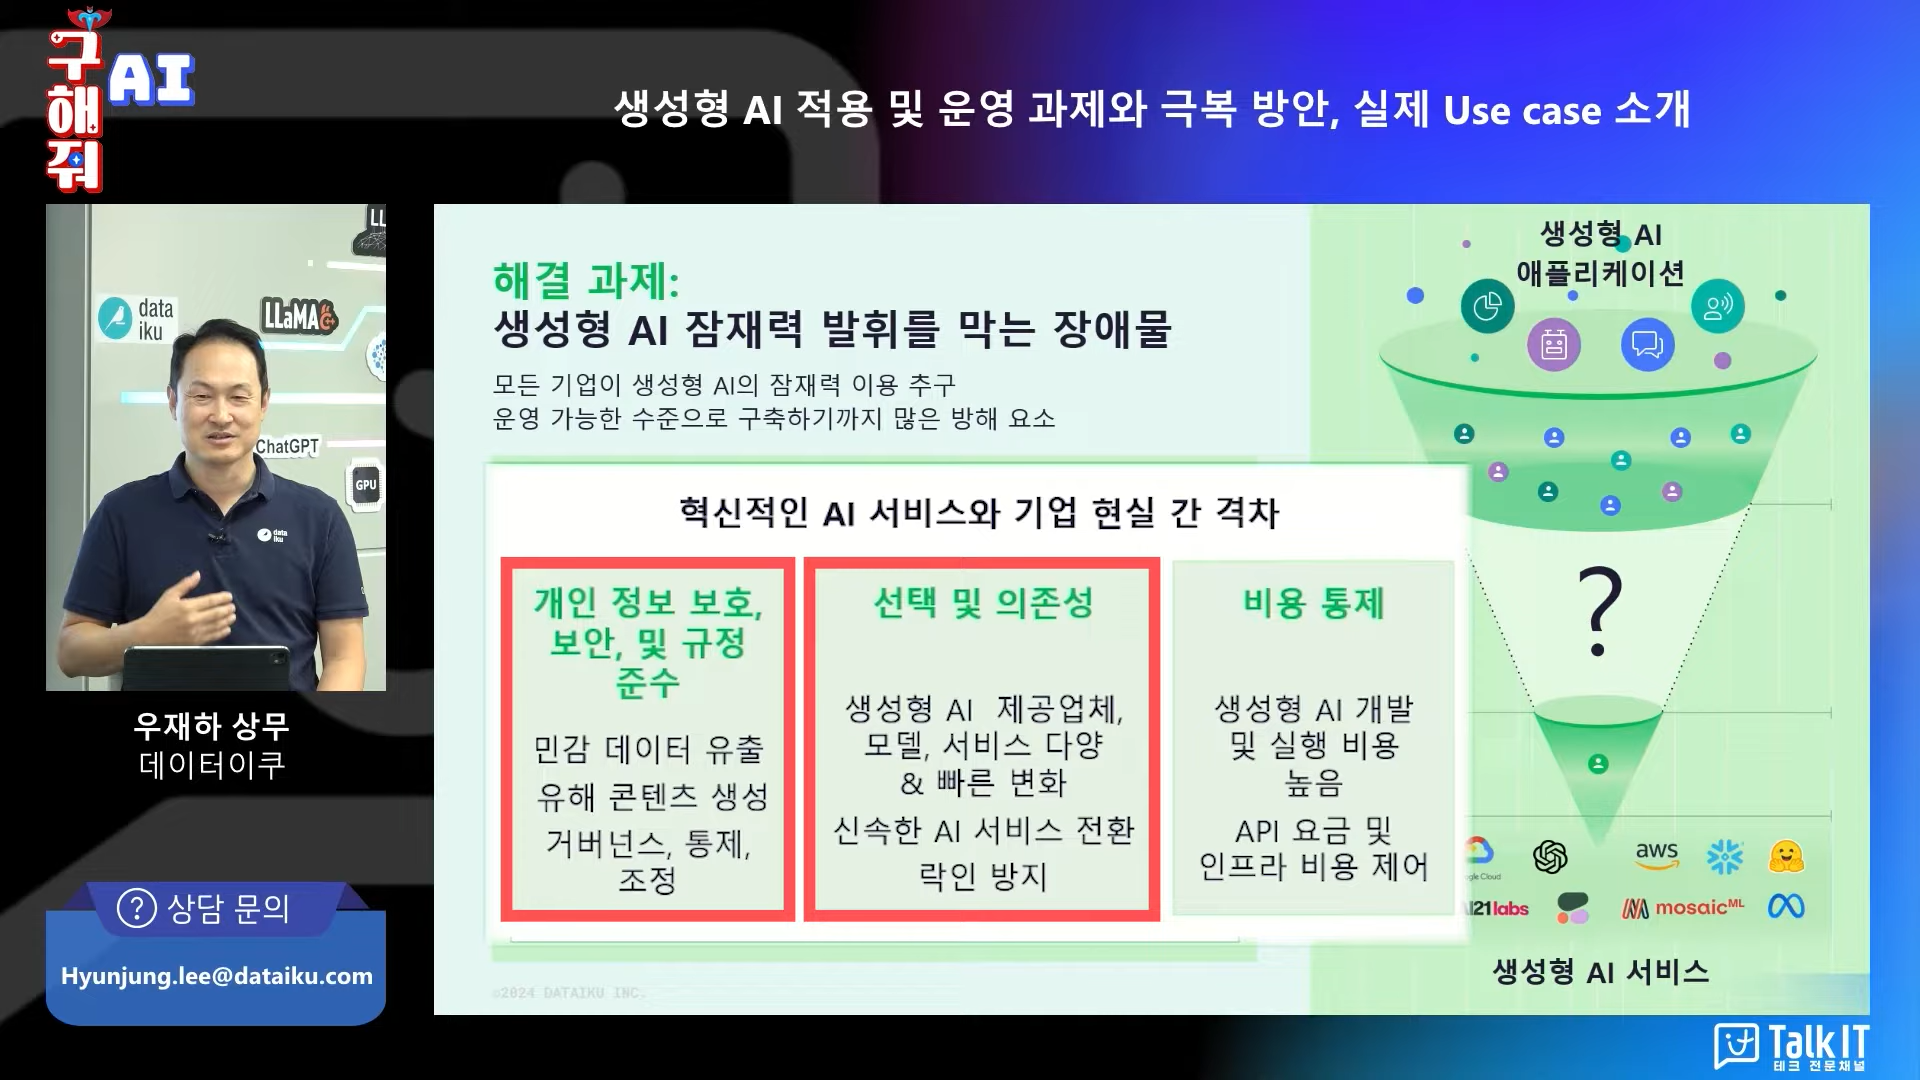 구해줘 AI
생성형 AI 적용 및 운영 과제와 극복 방안, 실제 Use case 소개
LL
data
iku
LLaMA
ChatGPT
GPU
data
iku
우재하 상무
데이터이쿠
? 상담 문의
Hyunjung.lee@dataiku.com
해결 과제:
생성형 AI 잠재력 발휘를 막는 장애물
모든 기업이 생성형 AI의 잠재력 이용 추구
운영 가능한 수준으로 구축하기까지 많은 방해 요소
혁신적인 AI 서비스와 기업 현실 간 격차
개인 정보 보호,
보안, 및 규정
준수
민감 데이터 유출
유해 콘텐츠 생성
거버넌스, 통제,
조정
선택 및 의존성
생성형 AI 제공업체,
모델, 서비스 다양
& 빠른 변화
신속한 AI 서비스 전환
락인 방지
비용 통제
생성형 AI 개발
및 실행 비용
높음
API 요금 및
인프라 비용 제어
©2024 DATAIKU INC.
생성형 AI
애플리케이션
?
gle Cloud
aws
AI21labs
mosaicML
생성형 AI 서비스
Talk IT
테크 전문채널